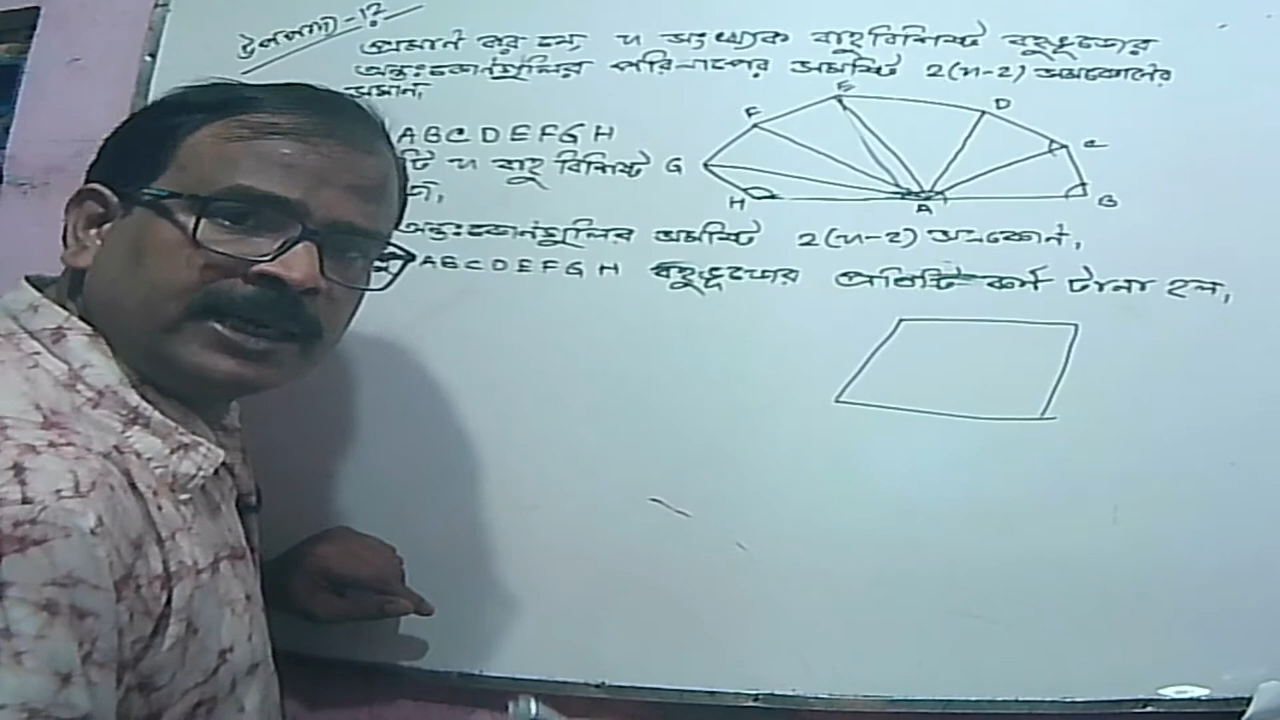 উপপাদ্য-১২
প্রমাণ কর যে, n সংখ্যক বাহু বিশিষ্ট বহুভুজের
অন্তঃকোণগুলির পরিমাপের সমষ্টি 2(n-2) সমকোণের
সমান।
E
D
F
C
G
H
A
B
ABCDEFGH
টি n বাহু বিশিষ্ট
অন্তঃকোণগুলির সমষ্টি 2(n-2) সমকোণ।
ABCDEFGH বহুভুজের প্রতিটি কর্ণ টানা হল,